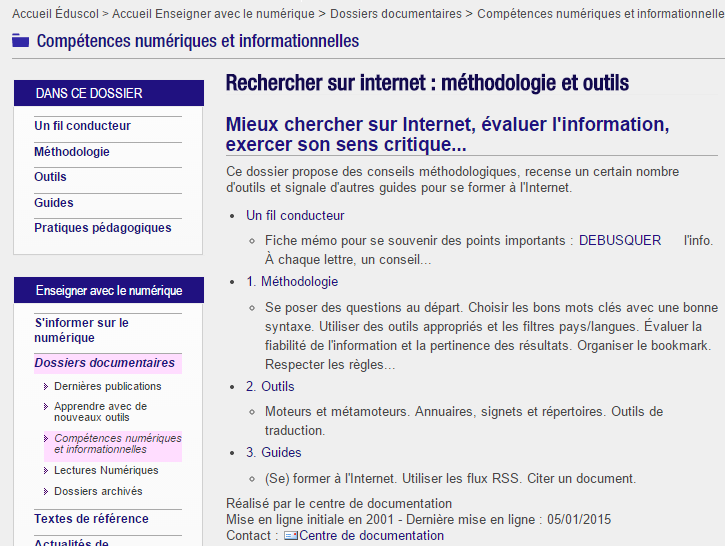 Accueil Éduscol > Accueil Enseigner avec le numérique > Dossiers documentaires > Compétences numériques et informationnelle
Compétences numériques et informationnelles
DANS CE DOSSIER
Un fil conducteur
Méthodologie
Outils
Guides
Pratiques pédagogiques
Enseigner avec le numérique
S'informer sur le
numérique
Dossiers documentaires
Dernières publications
Apprendre avec de
nouveaux outils
Compétences numériques
et informationnelles
Lectures Numériques
Dossiers archivés
Textes de référence
Actualités de
Rechercher sur internet : méthodologie et outils
Mieux chercher sur Internet, évaluer l'information,
exercer son sens critique...
Ce dossier propose des conseils méthodologiques, recense un certain nombre
d'outils et signale d'autres guides pour se former à l'Internet.
Un fil conducteur
Fiche mémo pour se souvenir des points importants : DEBUSQUER l'info.
À chaque lettre, un conseil...
1. Méthodologie
Se poser des questions au départ. Choisir les bons mots clés avec une bonne
syntaxe. Utiliser des outils appropriés et les filtres pays/langues. Évaluer la
fiabilité de l'information et la pertinence des résultats. Organiser le bookmark.
Respecter les règles...
2. Outils
Moteurs et métamoteurs. Annuaires, signets et répertoires. Outils de
traduction.
3. Guides
(Se) former à l'Internet. Utiliser les flux RSS. Citer un document.
Réalisé par le centre de documentation
Mise en ligne initiale en 2001 - Dernière mise en ligne : 05/01/2015
Contact : Centre de documentation